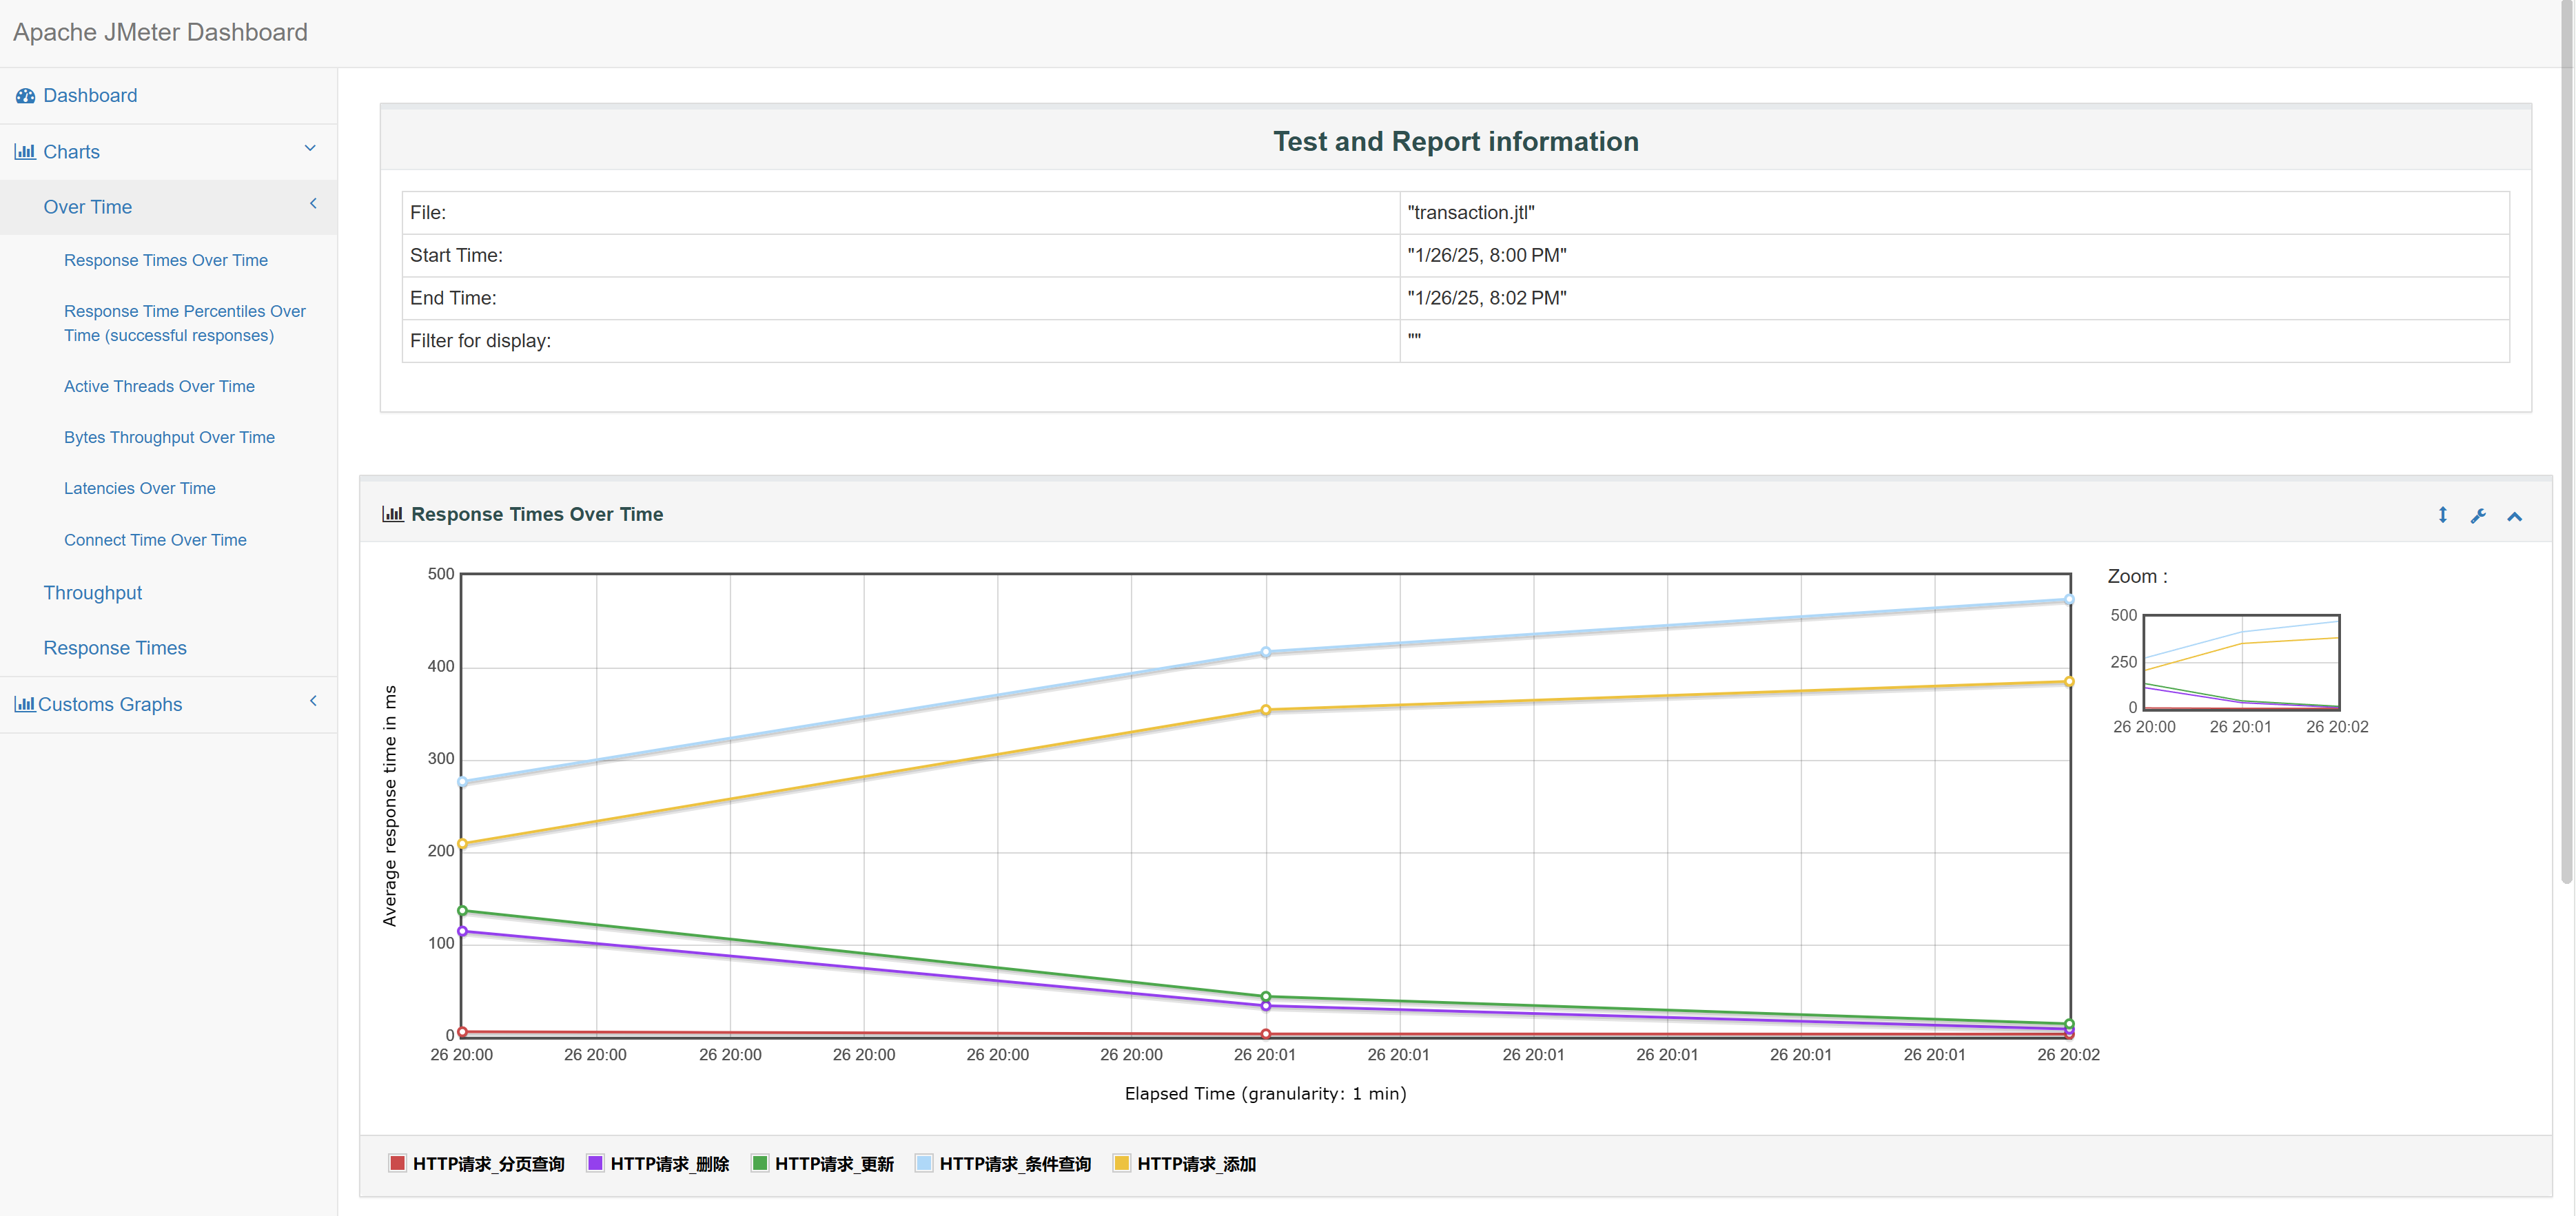 Apache JMeter Dashboard
Dashboard
Charts
Over Time
Response Times Over Time
Response Time Percentiles Over
Time (successful responses)
Active Threads Over Time
Bytes Throughput Over Time
Latencies Over Time
Connect Time Over Time
Throughput
Response Times
Customs Graphs
Test and Report information
File: "transaction.jtl"
Start Time: "1/26/25, 8:00 PM"
End Time: "1/26/25, 8:02 PM"
Filter for display: ""
Response Times Over Time
Average response time in ms
500
400
300
200
100
0
26 20:00 26 20:00 26 20:00 26 20:00 26 20:00 26 20:00 26 20:01 26 20:01 26 20:01 26 20:01 26 20:01 26 20:01 26 20:02
Elapsed Time (granularity: 1 min)
Zoom :
500
250
0
26 20:00 26 20:01 26 20:02
HTTP请求_分页查询 HTTP请求_删除 HTTP请求_更新 HTTP请求_条件查询 HTTP请求_添加